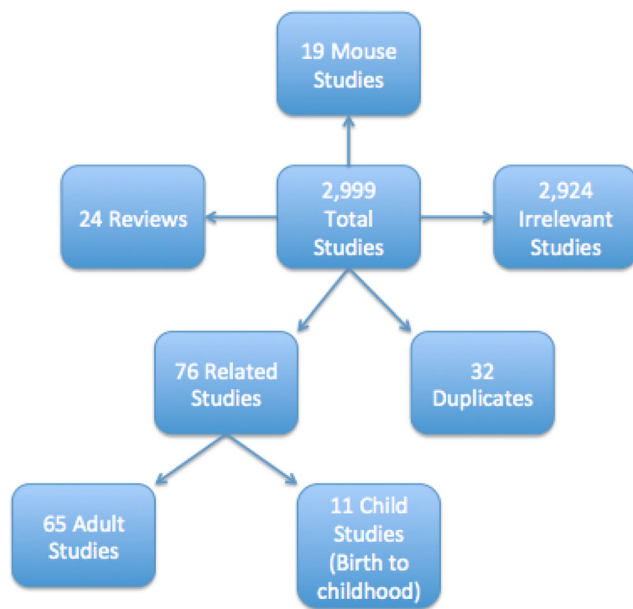 19 Mouse
Studies
24 Reviews
2,999
Total
Studies
2,924
Irrelevant
Studies
76 Related
Studies
32
Duplicates
65 Adult
Studies
11 Child
Studies
(Birth to
childhood)